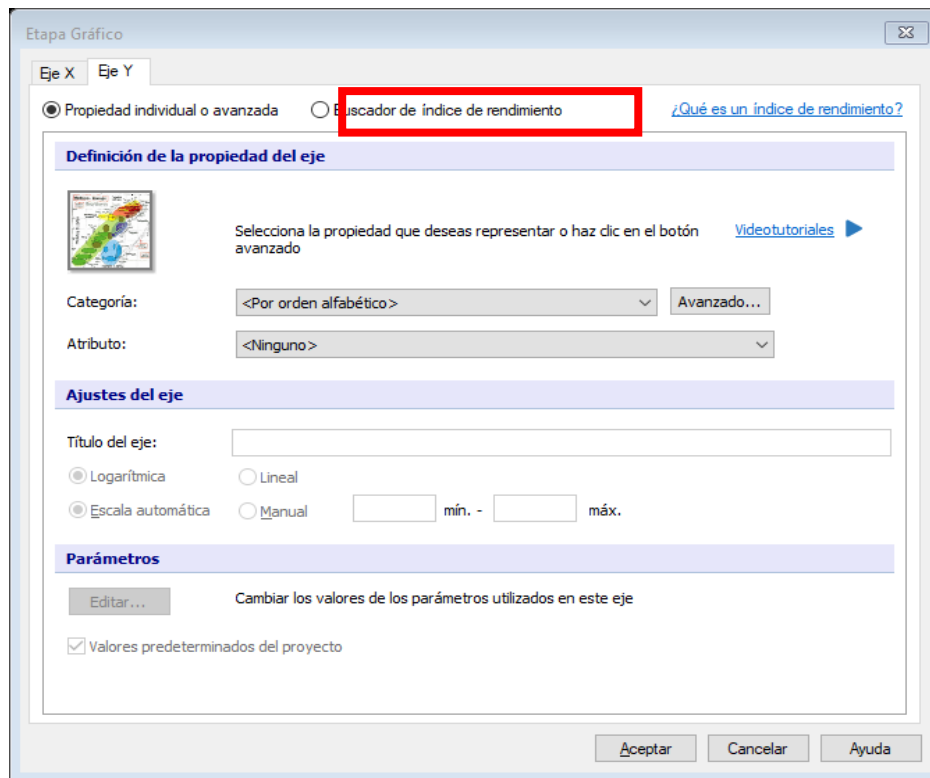 Etapa Gráfico
Eje X Eje Y
Propiedad individual o avanzada Buscador de índice de rendimiento ¿Qué es un índice de rendimiento?
Definición de la propiedad del eje
Selecciona la propiedad que deseas representar o haz clic en el botón Videotutoriales
avanzado
Categoría: <Por orden alfabético> Avanzado...
Atributo: <Ninguno>
Ajustes del eje
Título del eje:
Logarítmica Lineal
Escala automática Manual mín. - máx.
Parámetros
Editar... Cambiar los valores de los parámetros utilizados en este eje
Valores predeterminados del proyecto
Aceptar Cancelar Ayuda